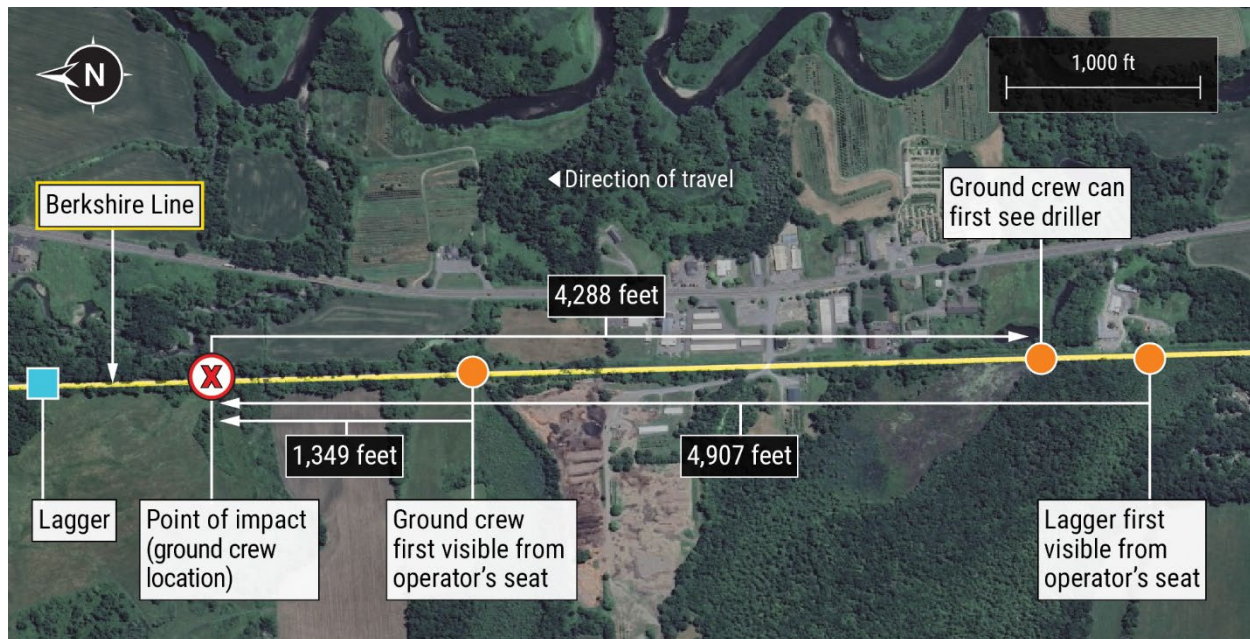 N
1,000 ft
Direction of travel
Berkshire Line
Ground crew can
first see driller
4,288 feet
X
1,349 feet
4,907 feet
Lagger
Point of impact
(ground crew
location)
Ground crew
first visible from
operator's seat
Lagger first
visible from
operator's seat